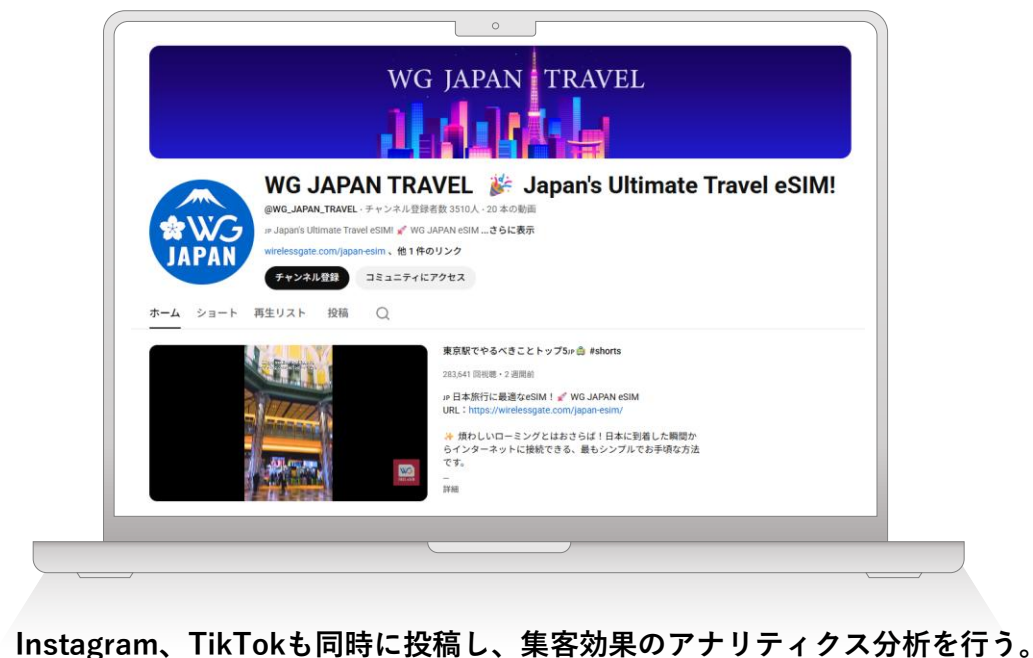 WG JAPAN TRAVEL
WG JAPAN TRAVEL 🎉 Japan's Ultimate Travel eSIM!
@WG_JAPAN_TRAVEL・チャンネル登録者数 3510人・20 本の動画
JP Japan's Ultimate Travel eSIM! 🚀 WG JAPAN eSIM ...さらに表示
wirelessgate.com/japan-esim 、他 1 件のリンク
WG
JAPAN
チャンネル登録 コミュニティにアクセス
ホーム ショート 再生リスト 投稿
東京駅でやるべきことトップ5JP🚔 #shorts
283,641 回視聴・2 週間前
JP 日本旅行に最適なeSIM！🚀 WG JAPAN eSIM
URL：https://wirelessgate.com/japan-esim/
✨ 煩わしいローミングとはおさらば！日本に到着した瞬間か
らインターネットに接続できる、最もシンプルでお手頃な方法
です。
...
詳細
WG
Instagram、TikTokも同時に投稿し、集客効果のアナリティクス分析を行う。